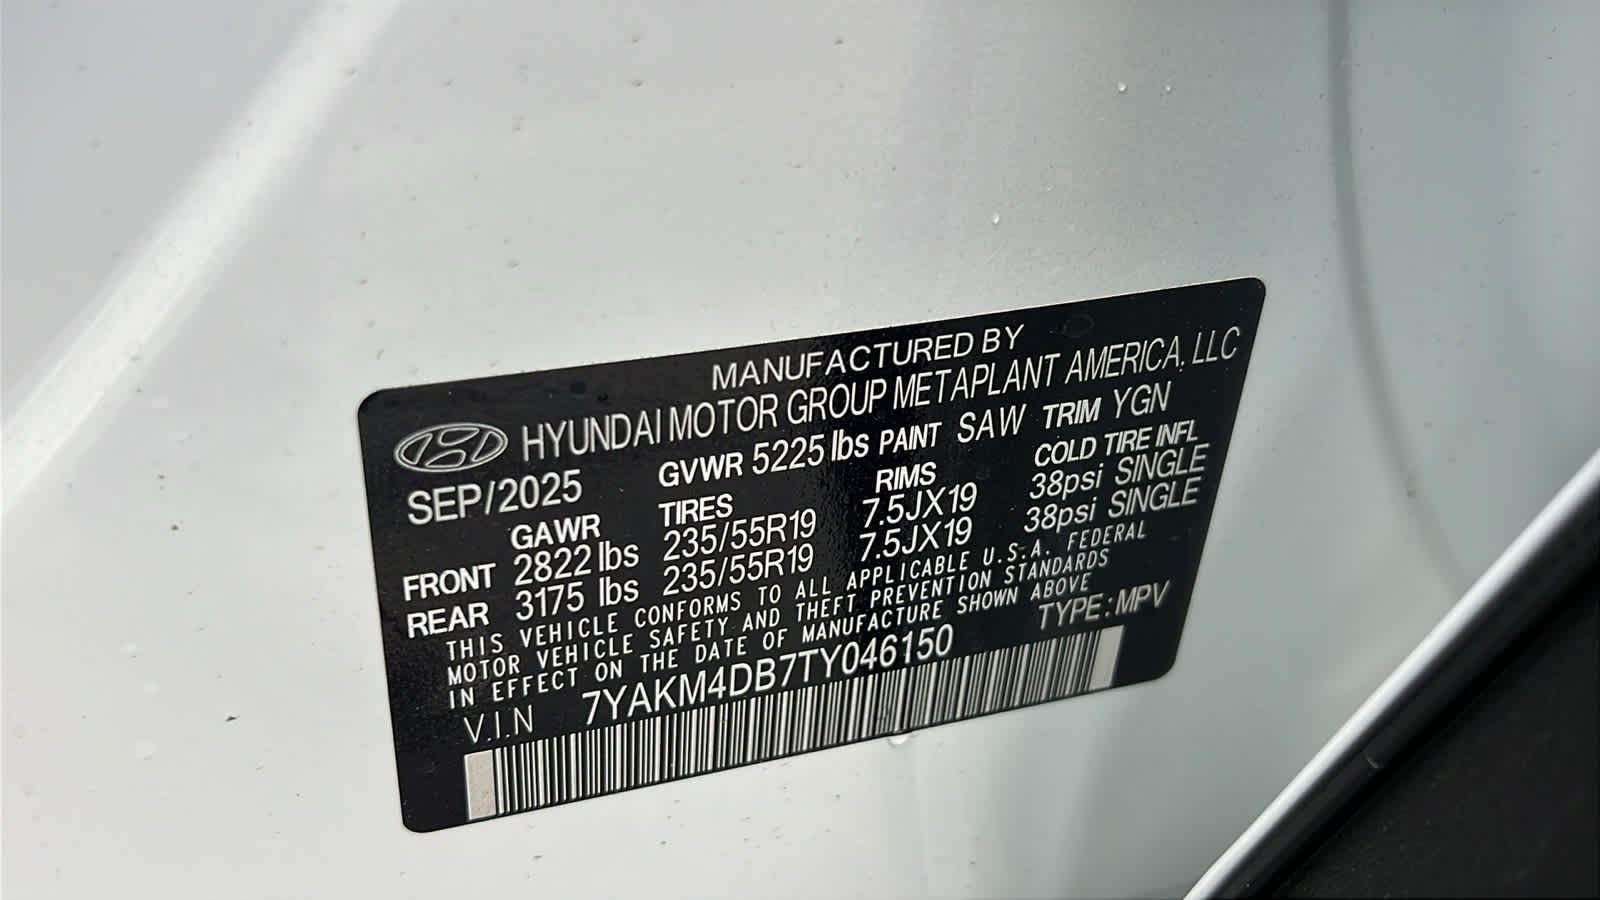 MANUFACTURED BY
HYUNDAI MOTOR GROUP METAPLANT AMERICA, LLC
SEP/2025 GVWR 5225 lbs PAINT SAW TRIM YGN
GAWR TIRES RIMS COLD TIRE INFL
FRONT 2822 lbs 235/55R19 7.5JX19 38psi SINGLE
REAR 3175 lbs 235/55R19 7.5JX19 38psi SINGLE
THIS VEHICLE CONFORMS TO ALL APPLICABLE U.S.A. FEDERAL
MOTOR VEHICLE SAFETY AND THEFT PREVENTION STANDARDS
IN EFFECT ON THE DATE OF MANUFACTURE SHOWN ABOVE
V.I.N 7YAKM4DB7TY046150 TYPE: MPV